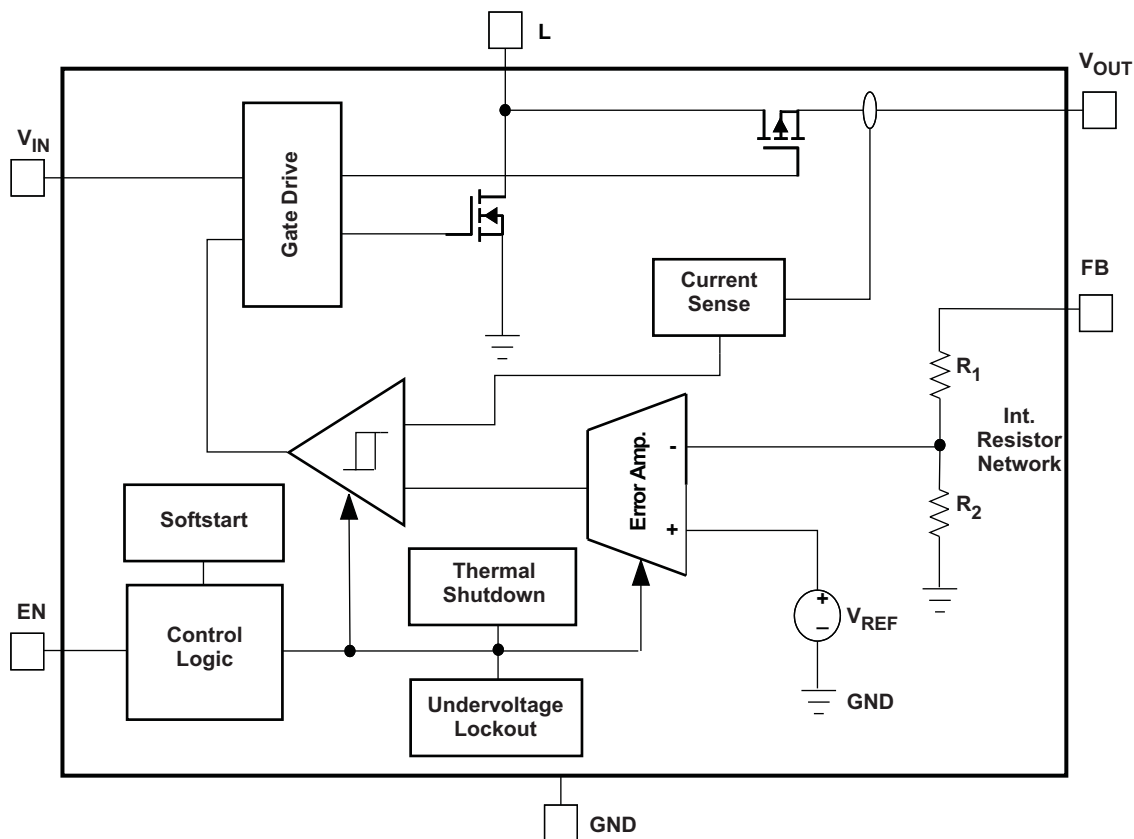 L
VOUT
VIN
Gate Drive
Current
Sense
FB
R1
Int.
Resistor
Network
R2
Error Amp.
-
+
Softstart
Thermal
Shutdown
EN
Control
Logic
+
–
VREF
Undervoltage
Lockout
GND
GND